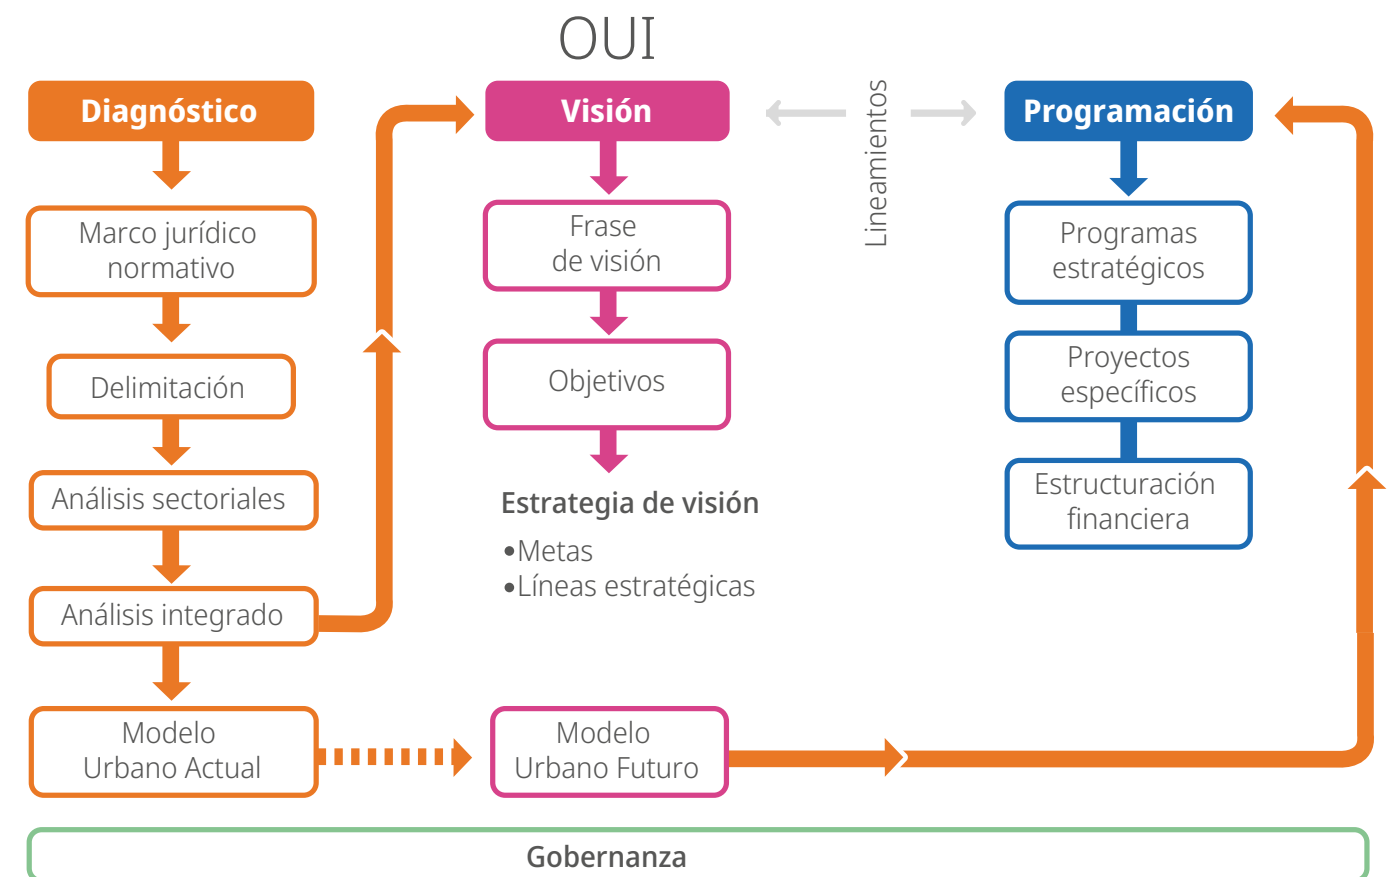 OUI
Diagnóstico
Marco jurídico
normativo
Delimitación
Análisis sectoriales
Análisis integrado
Modelo
Urbano Actual
Visión
Frase
de visión
Objetivos
Estrategia de visión
•Metas
•Líneas estratégicas
Modelo
Urbano Futuro
Lineamientos
Programación
Programas
estratégicos
Proyectos
específicos
Estructuración
financiera
Gobernanza